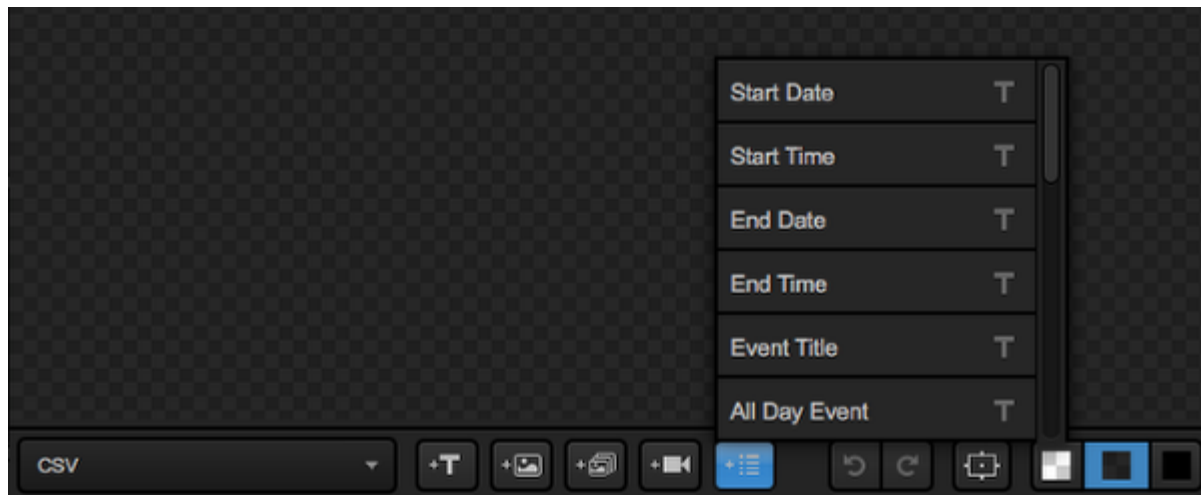 Start Date T
Start Time T
End Date T
End Time T
Event Title T
All Day Event T
CSV +T